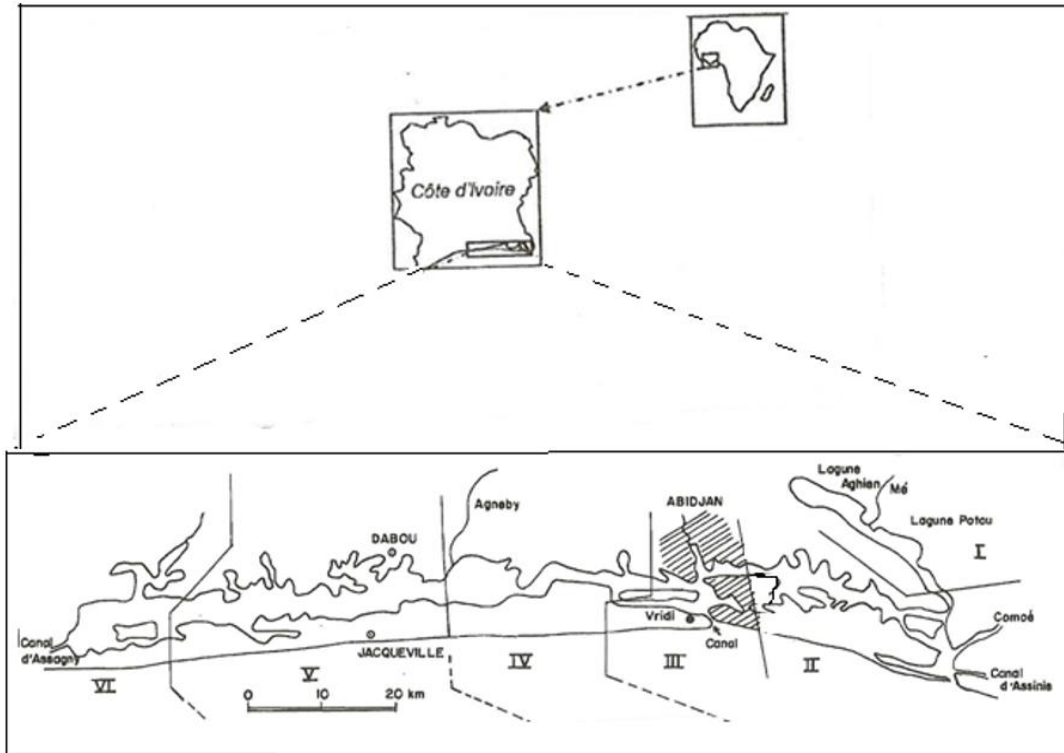 Côte d'Ivoire
Lagune
Aghien
Mé
Agneby
ABIDJAN
Lagune Potou
DABOU
I
Comoé
Vridi
Canal
d'Assagny
JACQUEVILLE
Canal
VI
V
IV
III
II
Canal
d'Assinie
0
10
20 km